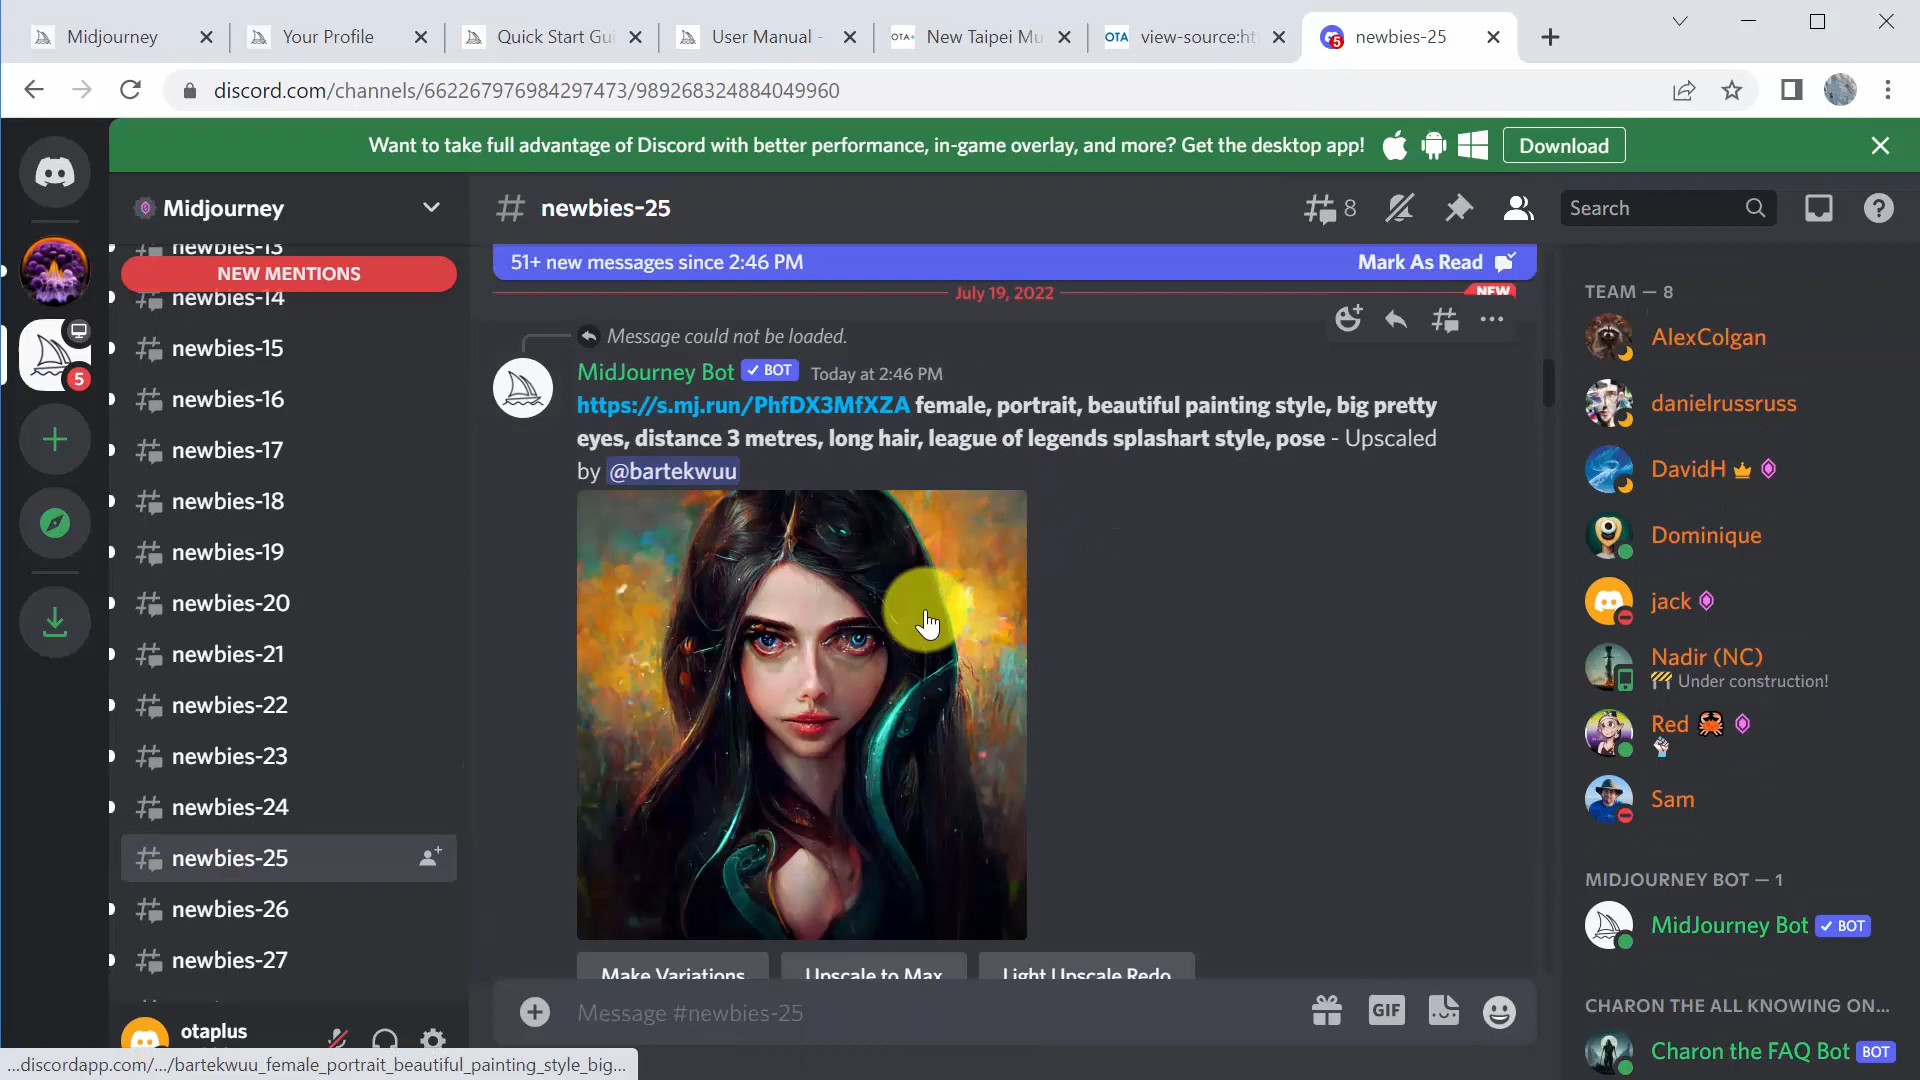 Midjourney
Your Profile
Quick Start Gui
User Manual -
OTA+ New Taipei Mu
OTA view-source:ht
5 newbies-25
discord.com/channels/662267976984297473/989268324884049960
Want to take full advantage of Discord with better performance, in-game overlay, and more? Get the desktop app!
Download
Midjourney
newbies-25
8
Search
newbies-13
NEW MENTIONS
newbies-14
newbies-15
newbies-16
newbies-17
newbies-18
newbies-19
newbies-20
newbies-21
newbies-22
newbies-23
newbies-24
newbies-25
newbies-26
newbies-27
5
otaplus
51+ new messages since 2:46 PM
Mark As Read
July 19, 2022
NEW
Message could not be loaded.
MidJourney Bot BOT Today at 2:46 PM
https://s.mj.run/PhfDX3MfXZA female, portrait, beautiful painting style, big pretty
eyes, distance 3 metres, long hair, league of legends splashart style, pose - Upscaled
by @bartekwuu
Make Variations
Upscale to Max
Light Upscale Redo
Message #newbies-25
GIF
TEAM — 8
AlexColgan
danielrussruss
DavidH
Dominique
jack
Nadir (NC)
Under construction!
Red
Sam
MIDJOURNEY BOT — 1
MidJourney Bot BOT
CHARON THE ALL KNOWING ON...
Charon the FAQ Bot BOT
...discordapp.com/.../bartekwuu_female_portrait_beautiful_painting_style_big...